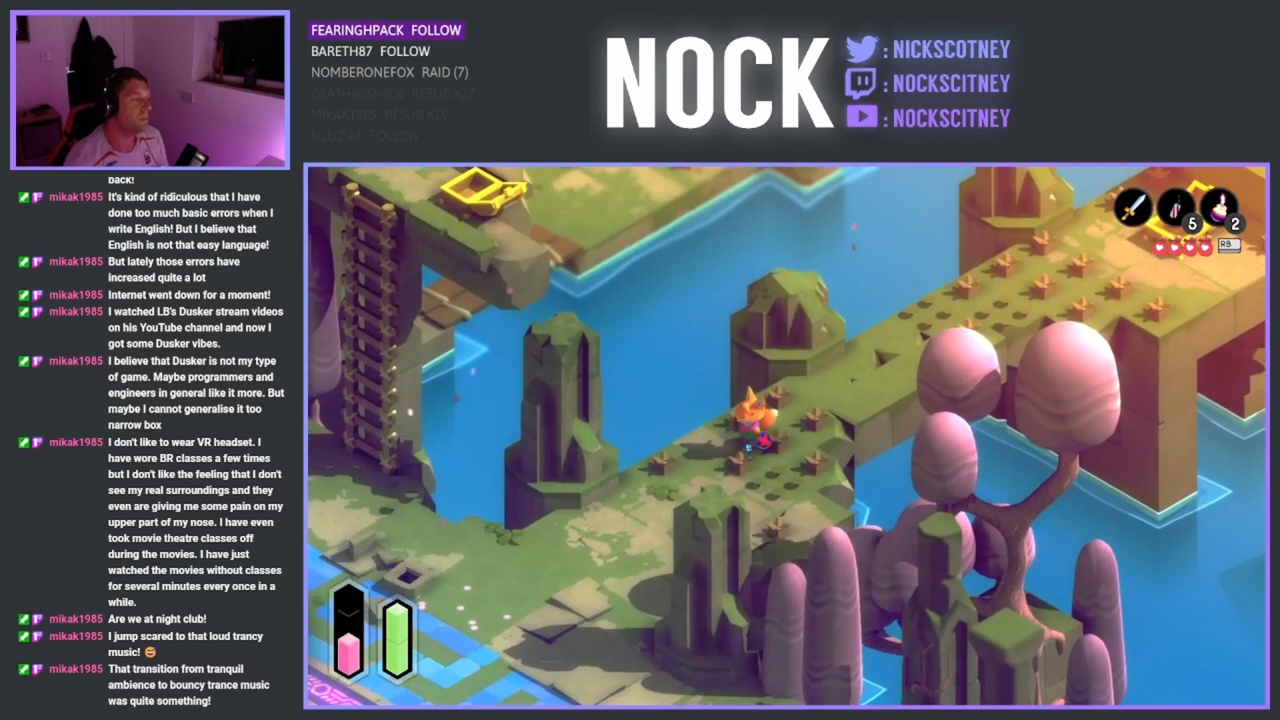 FEARINGHPACK FOLLOW
BARETH87 FOLLOW
NOMBERONEFOX RAID (7)
DEATHWISH808 RESUB X27
MIKAK1985 RESUB X19
FOLLOW
NOCK
: NICKSCOTNEY
: NOCKSCITNEY
: NOCKSCITNEY
BACK!
mikak1985 It's kind of ridiculous that I have
done too much basic errors when I
write English! But I believe that
English is not that easy language!
mikak1985 But lately those errors have
increased quite a lot
mikak1985 Internet went down for a moment!
mikak1985 I watched LB's Dusker stream videos
on his YouTube channel and now I
got some Dusker vibes.
mikak1985 I believe that Dusker is not my type
of game. Maybe programmers and
engineers in general like it more. But
maybe I cannot generalise it too
narrow box
mikak1985 I don't like to wear VR headset. I
have wore BR classes a few times
but I don't like the feeling that I don't
see my real surroundings and they
even are giving me some pain on my
upper part of my nose. I have even
took movie theatre classes off
during the movies. I have just
watched the movies without classes
for several minutes every once in a
while.
mikak1985 Are we at night club!
mikak1985 I jump scared to that loud trancy
music!
mikak1985 That transition from tranquil
ambience to bouncy trance music
was quite something!
5
2
RB